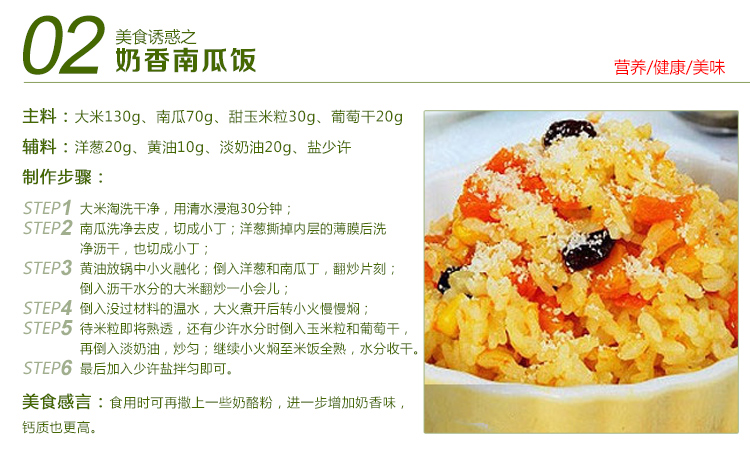 02
美食诱惑之
奶香南瓜饭
营养/健康/美味
主料：大米130g、南瓜70g、甜玉米粒30g、葡萄干20g
辅料：洋葱20g、黄油10g、淡奶油20g、盐少许
制作步骤：
STEP1 大米淘洗干净，用清水浸泡30分钟；
STEP2 南瓜洗净去皮，切成小丁；洋葱撕掉内层的薄膜后洗
净沥干，也切成小丁；
STEP3 黄油放锅中小火融化；倒入洋葱和南瓜丁，翻炒片刻；
倒入沥干水分的大米翻炒一小会儿；
STEP4 倒入没过材料的温水，大火煮开后转小火慢慢焖；
STEP5 待米粒即将熟透，还有少许水分时倒入玉米粒和葡萄干，
再倒入淡奶油，炒匀；继续小火焖至米饭全熟，水分收干。
STEP6 最后加入少许盐拌匀即可。
美食感言：食用时可再撒上一些奶酪粉，进一步增加奶香味，
钙质也更高。